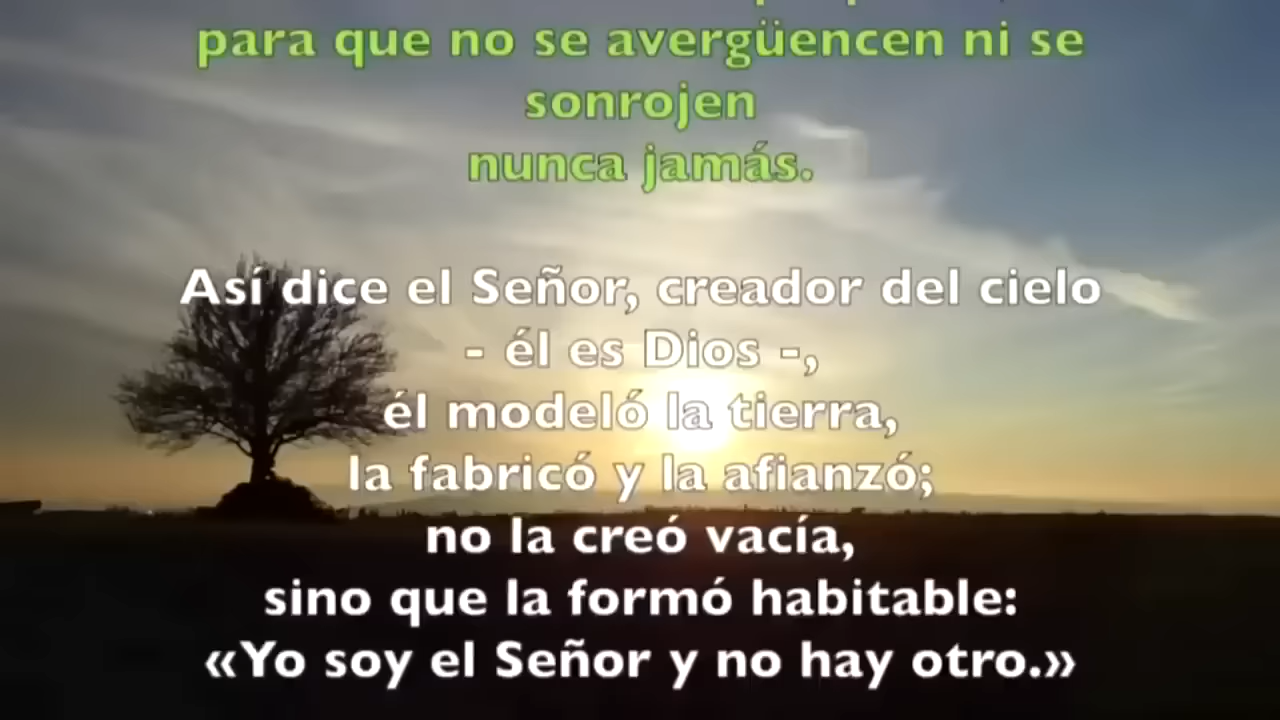 para que no se avergüencen ni se
sonrojen
nunca jamás.
Así dice el Señor, creador del cielo
- él es Dios -,
él modeló la tierra,
la fabricó y la afianzó;
no la creó vacía,
sino que la formó habitable:
«Yo soy el Señor y no hay otro.»